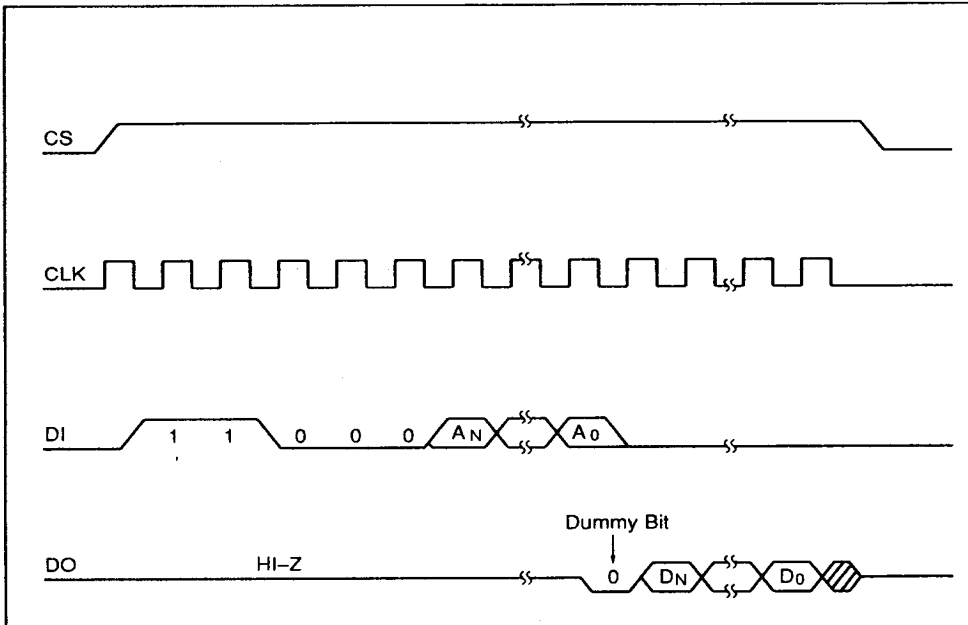 CS
CLK
DI 1 1 0 0 0 AN A0
Dummy Bit
DO HI–Z 0 DN D0